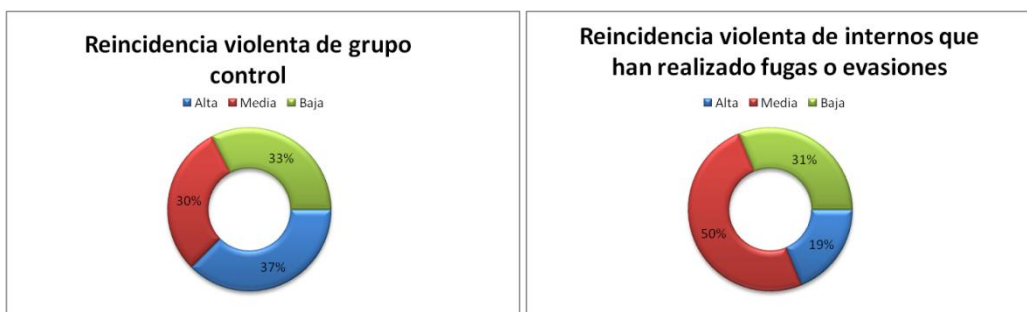 Reincidencia violenta de grupo
control
Alta Media Baja
33%
30%
37%
Reincidencia violenta de internos que
han realizado fugas o evasiones
Alta Media Baja
31%
50%
19%